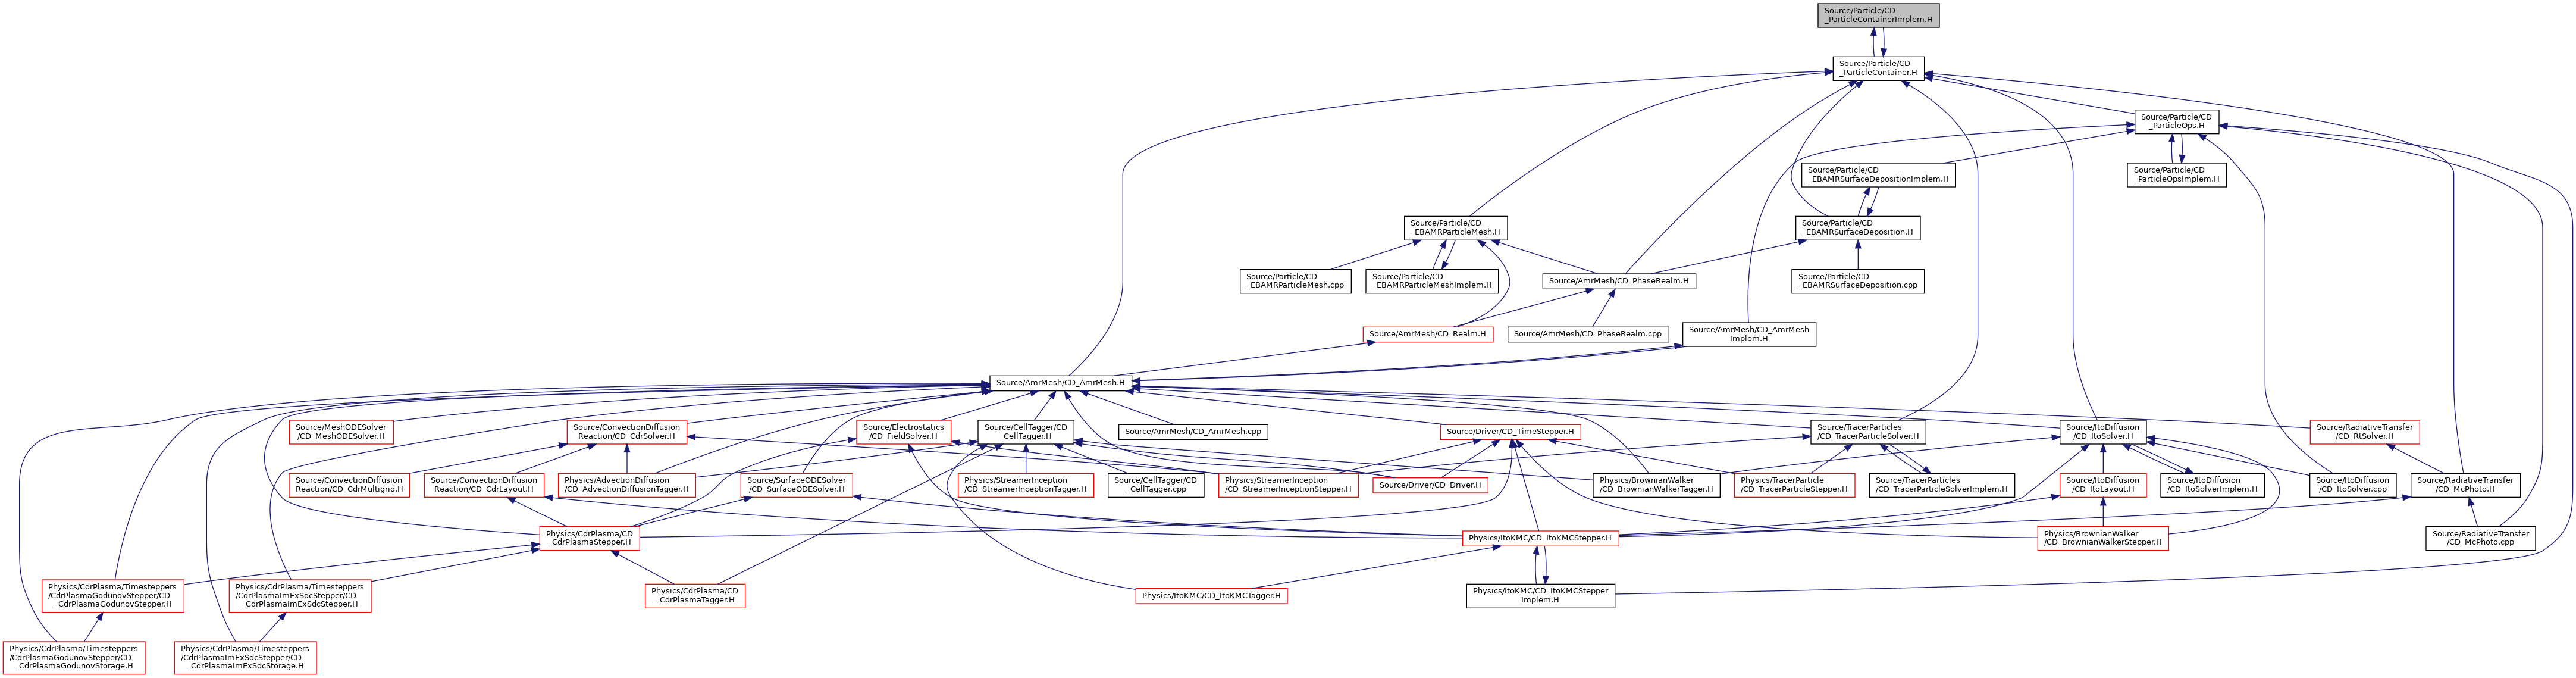 Source/Particle/CD
_ParticleContainerImplem.H
Source/Particle/CD
_ParticleContainer.H
Source/Particle/CD
_ParticleOps.H
Source/Particle/CD
_EBAMRSurfaceDepositionImplem.H
Source/Particle/CD
_ParticleOpsImplem.H
Source/Particle/CD
_EBAMRParticleMesh.H
Source/Particle/CD
_EBAMRSurfaceDeposition.H
Source/Particle/CD
_EBAMRParticleMesh.cpp
Source/Particle/CD
_EBAMRParticleMeshImplem.H
Source/AmrMesh/CD_PhaseRealm.H
Source/Particle/CD
_EBAMRSurfaceDeposition.cpp
Source/AmrMesh/CD_Realm.H
Source/AmrMesh/CD_PhaseRealm.cpp
Source/AmrMesh/CD_AmrMesh
Implem.H
Source/AmrMesh/CD_AmrMesh.H
Source/MeshODESolver
/CD_MeshODESolver.H
Source/ConvectionDiffusion
Reaction/CD_CdrSolver.H
Source/Electrostatics
/CD_FieldSolver.H
Source/CellTagger/CD
_CellTagger.H
Source/AmrMesh/CD_AmrMesh.cpp
Source/Driver/CD_TimeStepper.H
Source/TracerParticles
/CD_TracerParticleSolver.H
Source/ItoDiffusion
/CD_ItoSolver.H
Source/RadiativeTransfer
/CD_RtSolver.H
Source/ConvectionDiffusion
Reaction/CD_CdrMultigrid.H
Source/ConvectionDiffusion
Reaction/CD_CdrLayout.H
Physics/AdvectionDiffusion
/CD_AdvectionDiffusionTagger.H
Source/SurfaceODESolver
/CD_SurfaceODESolver.H
Physics/StreamerInception
/CD_StreamerInceptionTagger.H
Source/CellTagger/CD
_CellTagger.cpp
Physics/StreamerInception
/CD_StreamerInceptionStepper.H
Source/Driver/CD_Driver.H
Physics/BrownianWalker
/CD_BrownianWalkerTagger.H
Physics/TracerParticle
/CD_TracerParticleStepper.H
Source/TracerParticles
/CD_TracerParticleSolverImplem.H
Source/ItoDiffusion
/CD_ItoLayout.H
Source/ItoDiffusion
/CD_ItoSolverImplem.H
Source/ItoDiffusion
/CD_ItoSolver.cpp
Source/RadiativeTransfer
/CD_McPhoto.H
Physics/CdrPlasma/CD
_CdrPlasmaStepper.H
Physics/ItoKMC/CD_ItoKMCStepper.H
Physics/BrownianWalker
/CD_BrownianWalkerStepper.H
Source/RadiativeTransfer
/CD_McPhoto.cpp
Physics/CdrPlasma/Timesteppers
/CdrPlasmaGodunovStepper/CD
_CdrPlasmaGodunovStepper.H
Physics/CdrPlasma/Timesteppers
/CdrPlasmaImExSdcStepper/CD
_CdrPlasmaImExSdcStepper.H
Physics/CdrPlasma/CD
_CdrPlasmaTagger.H
Physics/ItoKMC/CD_ItoKMCTagger.H
Physics/ItoKMC/CD_ItoKMCStepper
Implem.H
Physics/CdrPlasma/Timesteppers
/CdrPlasmaGodunovStepper/CD
_CdrPlasmaGodunovStorage.H
Physics/CdrPlasma/Timesteppers
/CdrPlasmaImExSdcStepper/CD
_CdrPlasmaImExSdcStorage.H